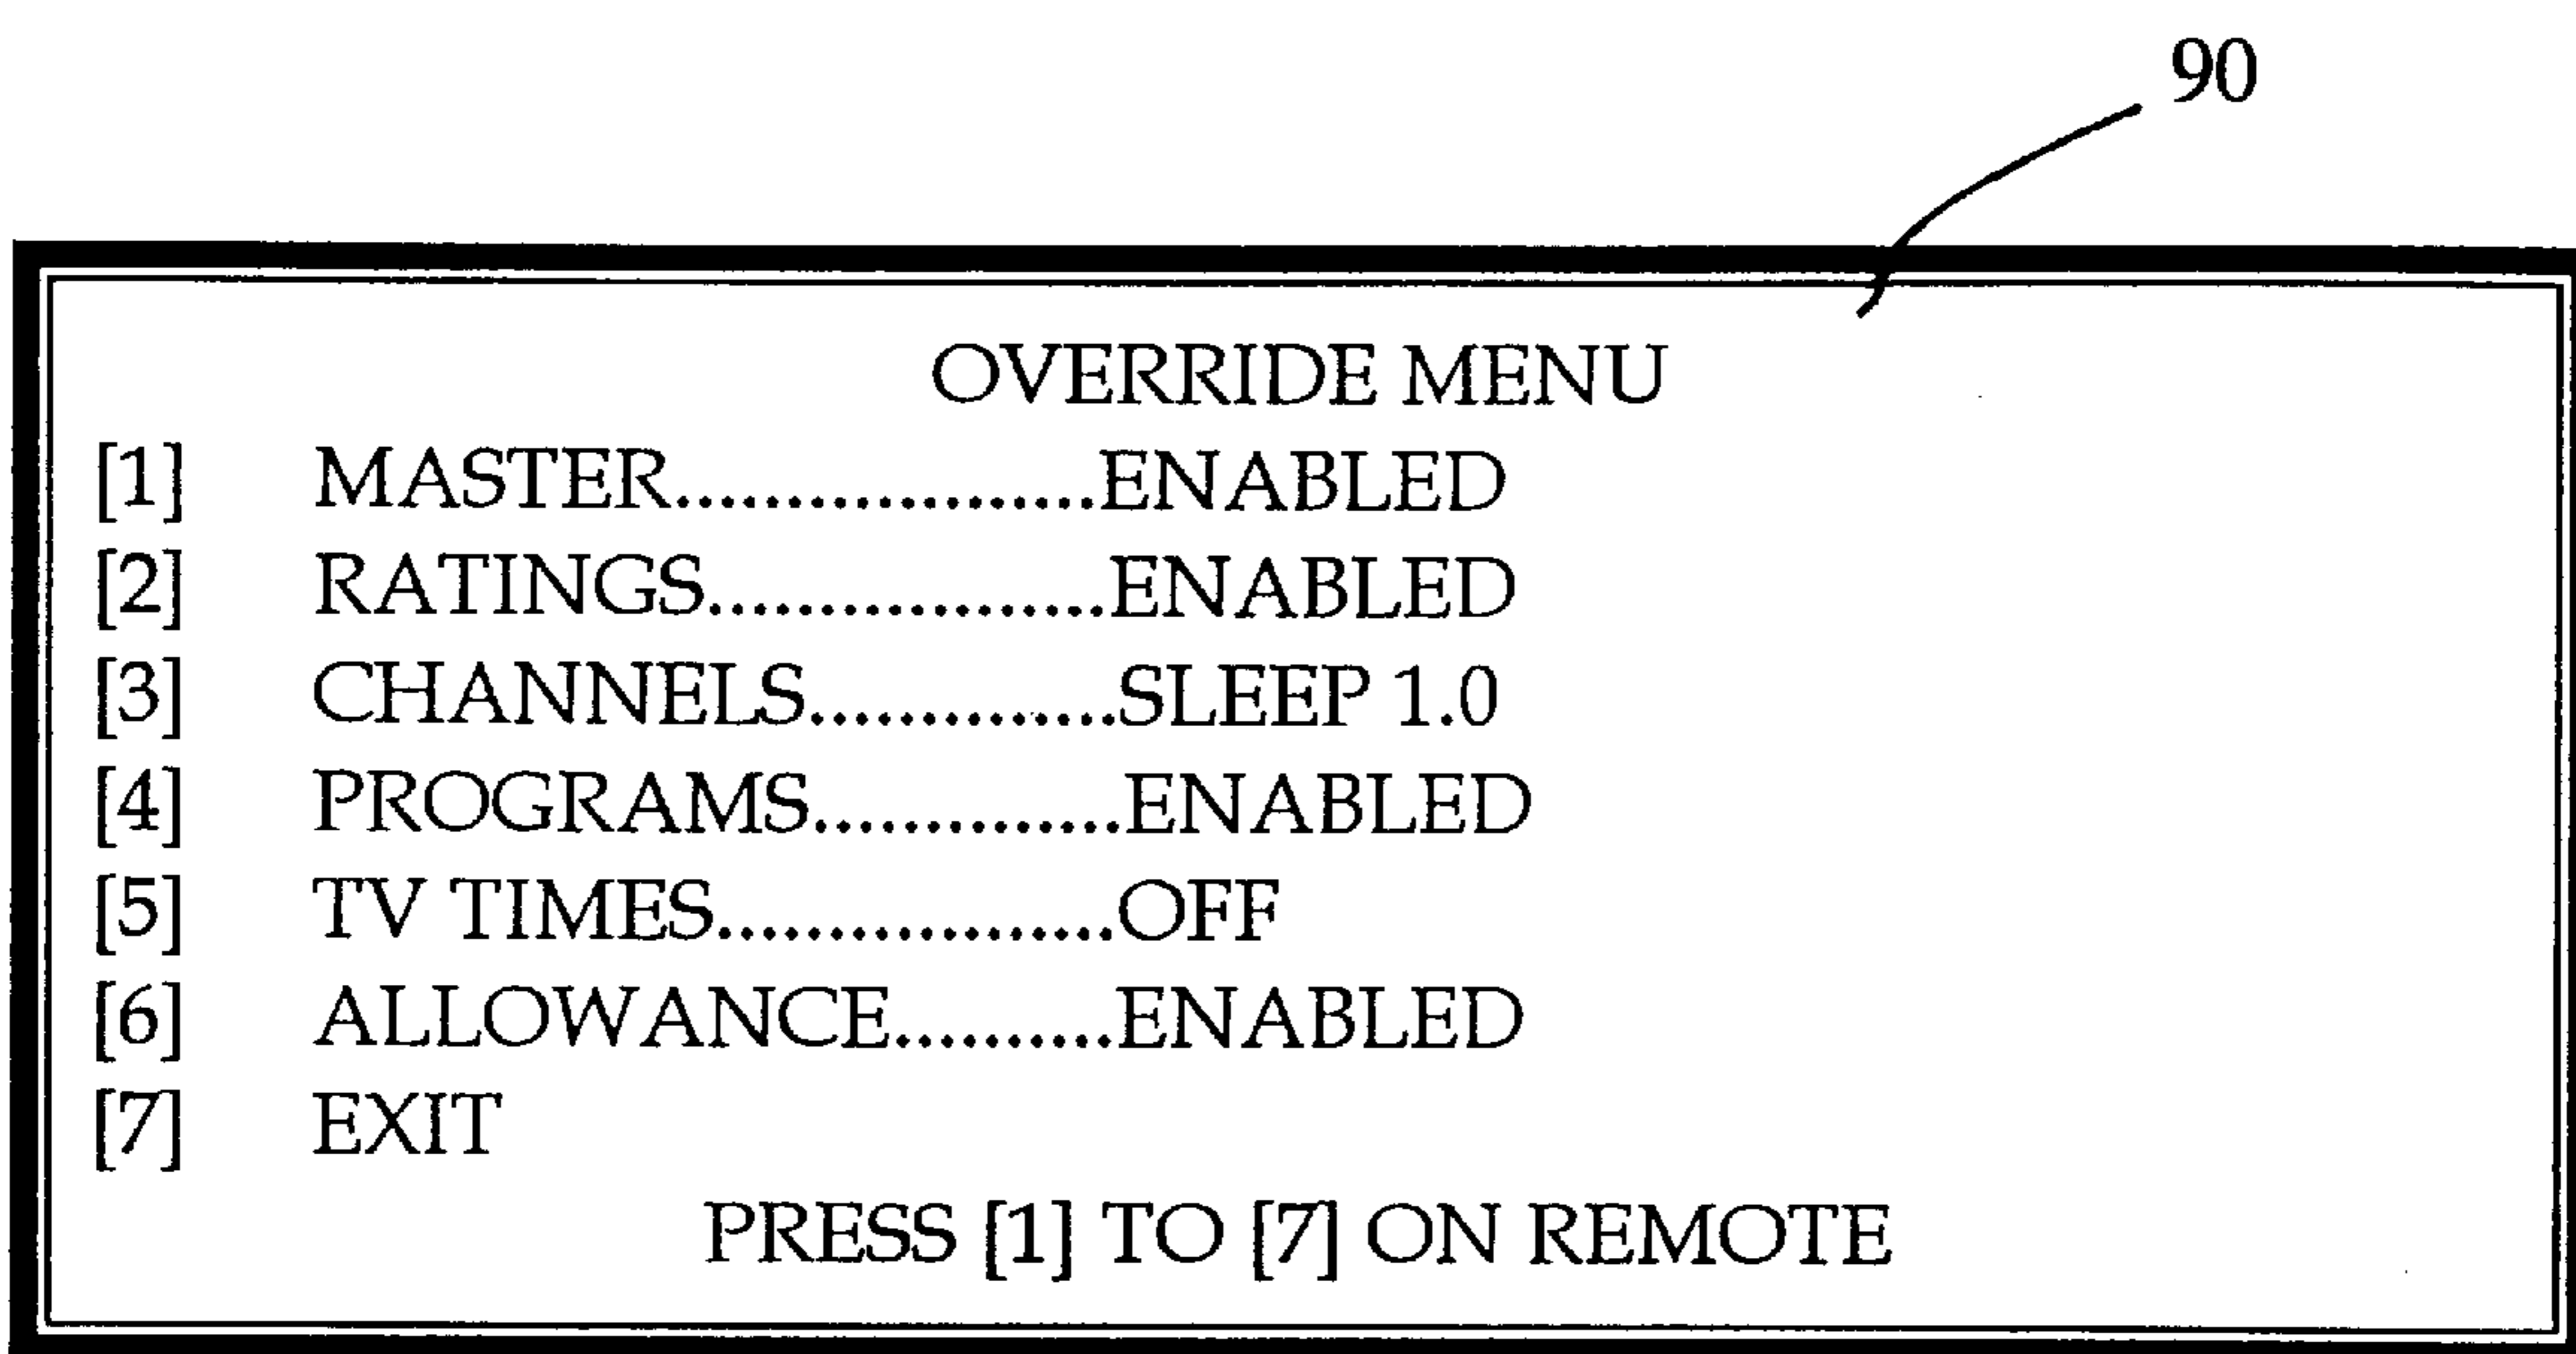 90
OVERRIDE MENU
[1] MASTER...................ENABLED
[2] RATINGS..................ENABLED
[3] CHANNELS..............SLEEP 1.0
[4] PROGRAMS..............ENABLED
[5] TV TIMES..................OFF
[6] ALLOWANCE..........ENABLED
[7] EXIT
PRESS [1] TO [7] ON REMOTE